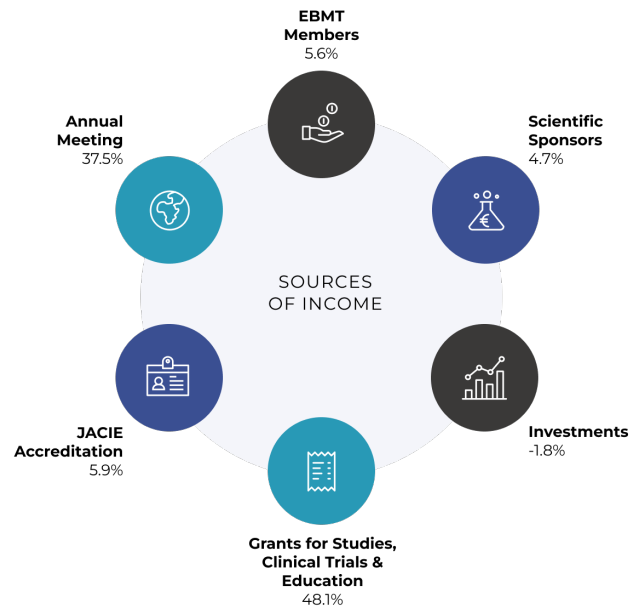 EBMT
Members
5.6%
Annual
Meeting
37.5%
Scientific
Sponsors
4.7%
€
SOURCES
OF INCOME
JACIE
Accreditation
5.9%
Investments
-1.8%
Grants for Studies,
Clinical Trials &
Education
48.1%